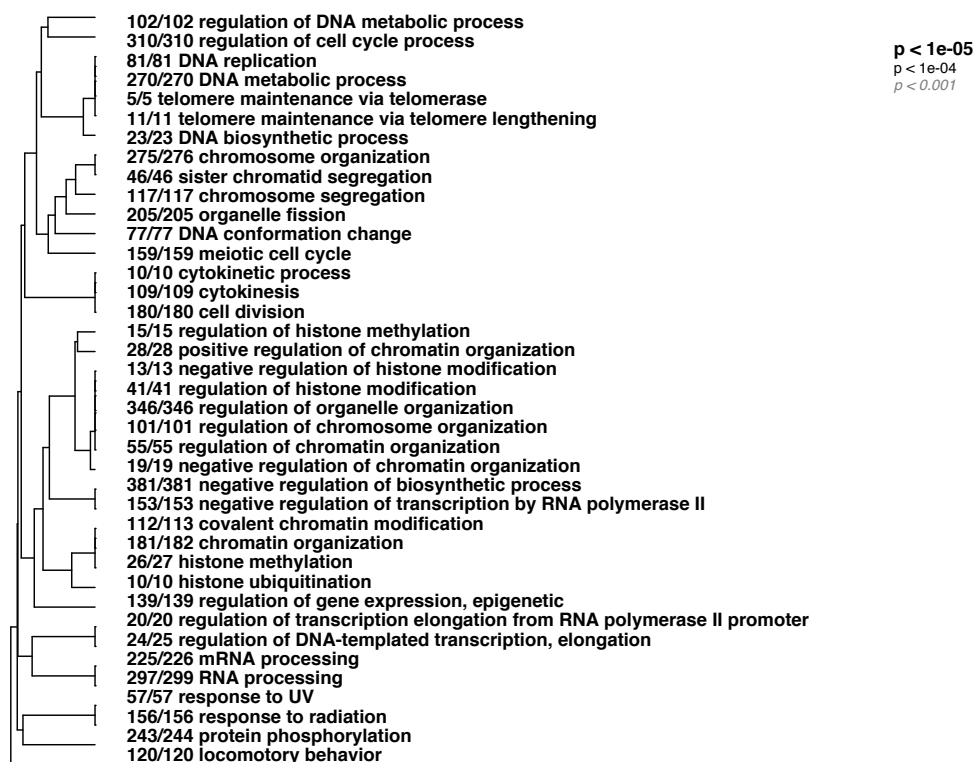 102/102 regulation of DNA metabolic process
310/310 regulation of cell cycle process
81/81 DNA replication
270/270 DNA metabolic process
5/5 telomere maintenance via telomerase
11/11 telomere maintenance via telomere lengthening
23/23 DNA biosynthetic process
275/276 chromosome organization
46/46 sister chromatid segregation
117/117 chromosome segregation
205/205 organelle fission
77/77 DNA conformation change
159/159 meiotic cell cycle
10/10 cytokinetic process
109/109 cytokinesis
180/180 cell division
15/15 regulation of histone methylation
28/28 positive regulation of chromatin organization
13/13 negative regulation of histone modification
41/41 regulation of histone modification
346/346 regulation of organelle organization
101/101 regulation of chromosome organization
55/55 regulation of chromatin organization
19/19 negative regulation of chromatin organization
381/381 negative regulation of biosynthetic process
153/153 negative regulation of transcription by RNA polymerase II
112/113 covalent chromatin modification
181/182 chromatin organization
26/27 histone methylation
10/10 histone ubiquitination
139/139 regulation of gene expression, epigenetic
20/20 regulation of transcription elongation from RNA polymerase II promoter
24/25 regulation of DNA-templated transcription, elongation
225/226 mRNA processing
297/299 RNA processing
57/57 response to UV
156/156 response to radiation
243/244 protein phosphorylation
120/120 locomotory behavior
p < 1e-05
p < 1e-04
p < 0.001